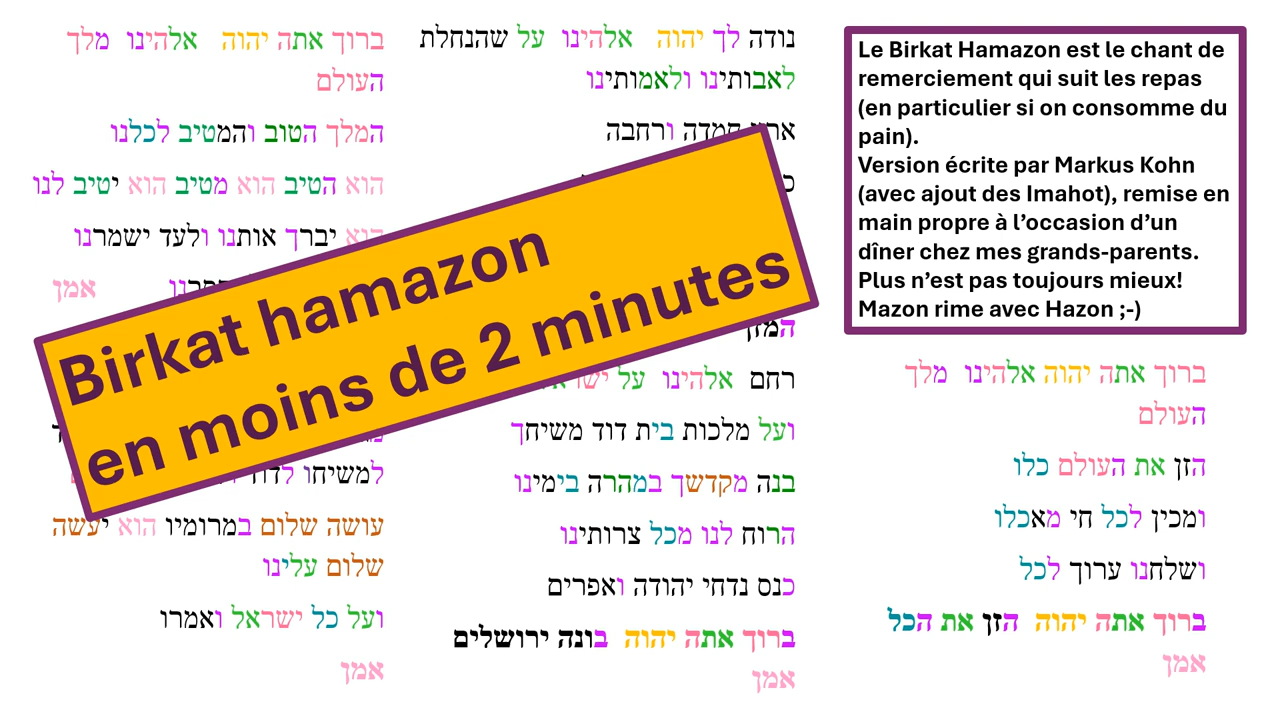 Le Birkat Hamazon est le chant de
remerciement qui suit les repas
(en particulier si on consomme du
pain).
Version écrite par Markus Kohn
(avec ajout des Imahot), remise en
main propre à l’occasion d’un
dîner chez mes grands-parents.
Plus n’est pas toujours mieux!
Mazon rime avec Hazon ;-)
ברוך אתה יהוה אלהינו מלך
העולם
הזן את העולם כלו
ומכין לכל חי מאכלו
ושלחנו ערוך לכל
ברוך אתה יהוה הזן את הכל
אמן
נודה לך יהוה אלהינו על שהנחלת
לאבותינו ולאמותינו
חמדה ורחבה
המזון
רחם אלהינו על
ועל מלכות בית דוד משיחך
בנה מקדשך במהרה בימינו
הרוח לנו מכל צרותינו
כנס נדחי יהודה ואפרים
ברוך אתה יהוה בונה ירושלים
אמן
ברוך אתה יהוה אלהינו מלך
העולם
המלך הטוב והמטיב לכלנו
הוא הטיב הוא מטיב הוא יטיב לנו
הוא יברך אותנו ולעד ישמרנו
אמן
למשיחו
עושה שלום במרומיו הוא יעשה
שלום עלינו
ועל כל ישראל ואמרו
אמן
Birkat hamazon
en moins de 2 minutes